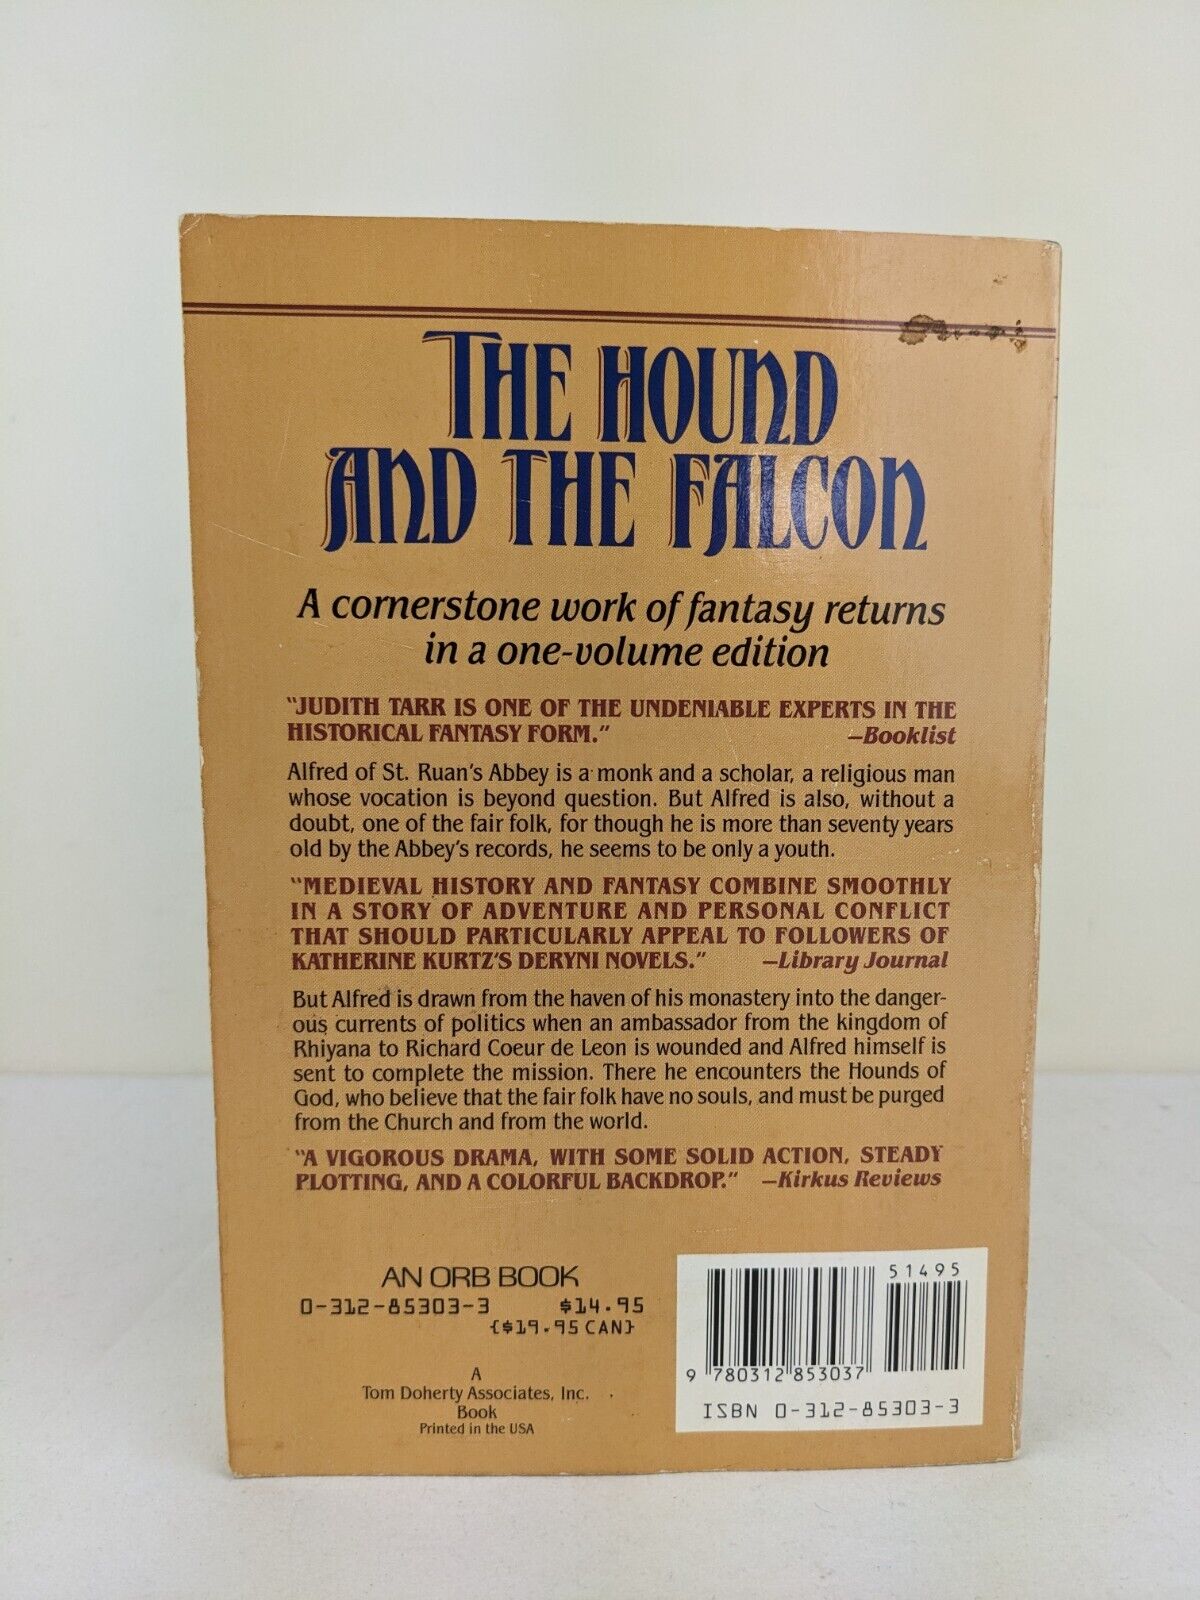 THE HOUND
AND THE FALCON
A cornerstone work of fantasy returns
in a one-volume edition
"JUDITH TARR IS ONE OF THE UNDENIABLE EXPERTS IN THE
HISTORICAL FANTASY FORM." —Booklist
Alfred of St. Ruan's Abbey is a monk and a scholar, a religious man
whose vocation is beyond question. But Alfred is also, without a
doubt, one of the fair folk, for though he is more than seventy years
old by the Abbey's records, he seems to be only a youth.
"MEDIEVAL HISTORY AND FANTASY COMBINE SMOOTHLY
IN A STORY OF ADVENTURE AND PERSONAL CONFLICT
THAT SHOULD PARTICULARLY APPEAL TO FOLLOWERS OF
KATHERINE KURTZ'S DERYNI NOVELS." —Library Journal
But Alfred is drawn from the haven of his monastery into the danger-
ous currents of politics when an ambassador from the kingdom of
Rhiyana to Richard Coeur de Leon is wounded and Alfred himself is
sent to complete the mission. There he encounters the Hounds of
God, who believe that the fair folk have no souls, and must be purged
from the Church and from the world.
"A VIGOROUS DRAMA, WITH SOME SOLID ACTION, STEADY
PLOTTING, AND A COLORFUL BACKDROP." —Kirkus Reviews
AN ORB BOOK
0-312-85303-3 $14.95
{$19.95 CAN}
A
Tom Doherty Associates, Inc.
Book
Printed in the USA
51495
9 780312 853037
ISBN 0-312-85303-3